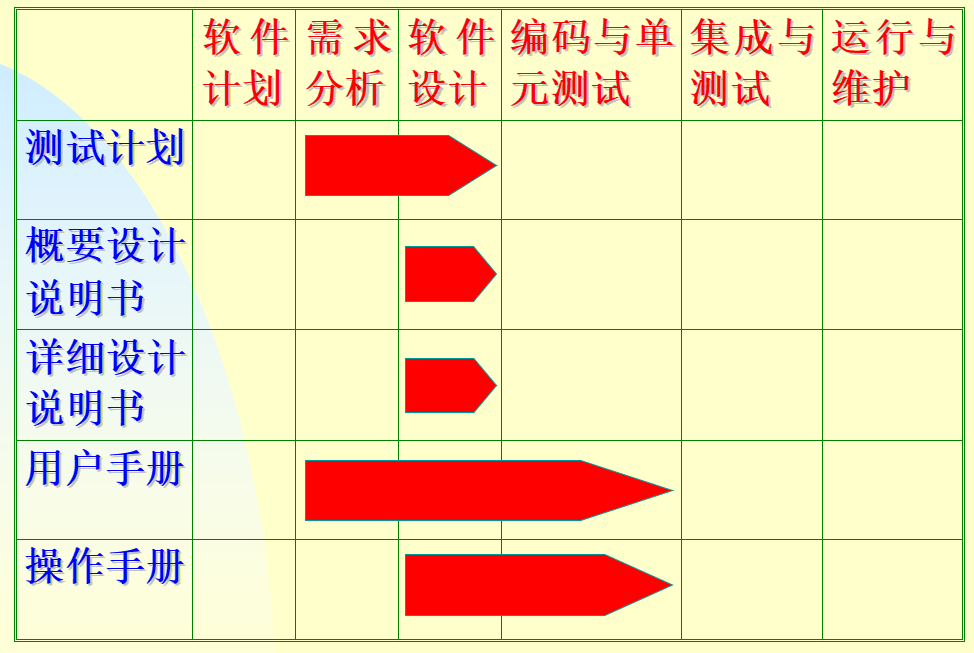 软件
计划
需求
分析
软件
设计
编码与单
元测试
集成与
测试
运行与
维护
测试计划
概要设计
说明书
详细设计
说明书
用户手册
操作手册